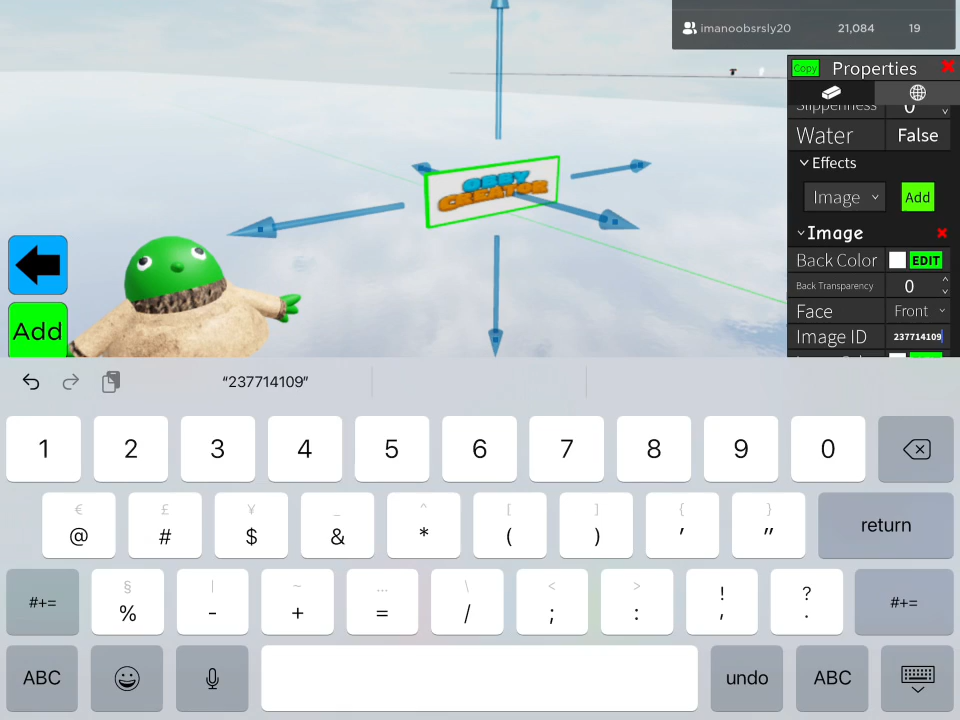 imanoobsrsly20 21,084 19
Copy Properties
Slipperiness 0
Water False
Effects
Image Add
Image
Back Color EDIT
Back Transparency 0
Face Front
Image ID 237714109
OBBY
CREATOR
Add
“237714109”
1 2 3 4 5 6 7 8 9 0
€ £ ¥ _ ^ [ ] { }
@ # $ & * ( ) ' " return
§ | ~ … \ < > ! ?
#+= % - + = / ; : , . #+=
ABC undo ABC